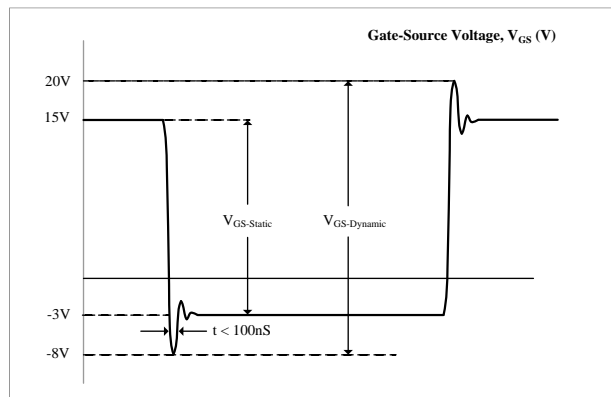 Gate-Source Voltage, VGS (V)
20V
15V
VGS-Static
VGS-Dynamic
-3V
t < 100nS
-8V